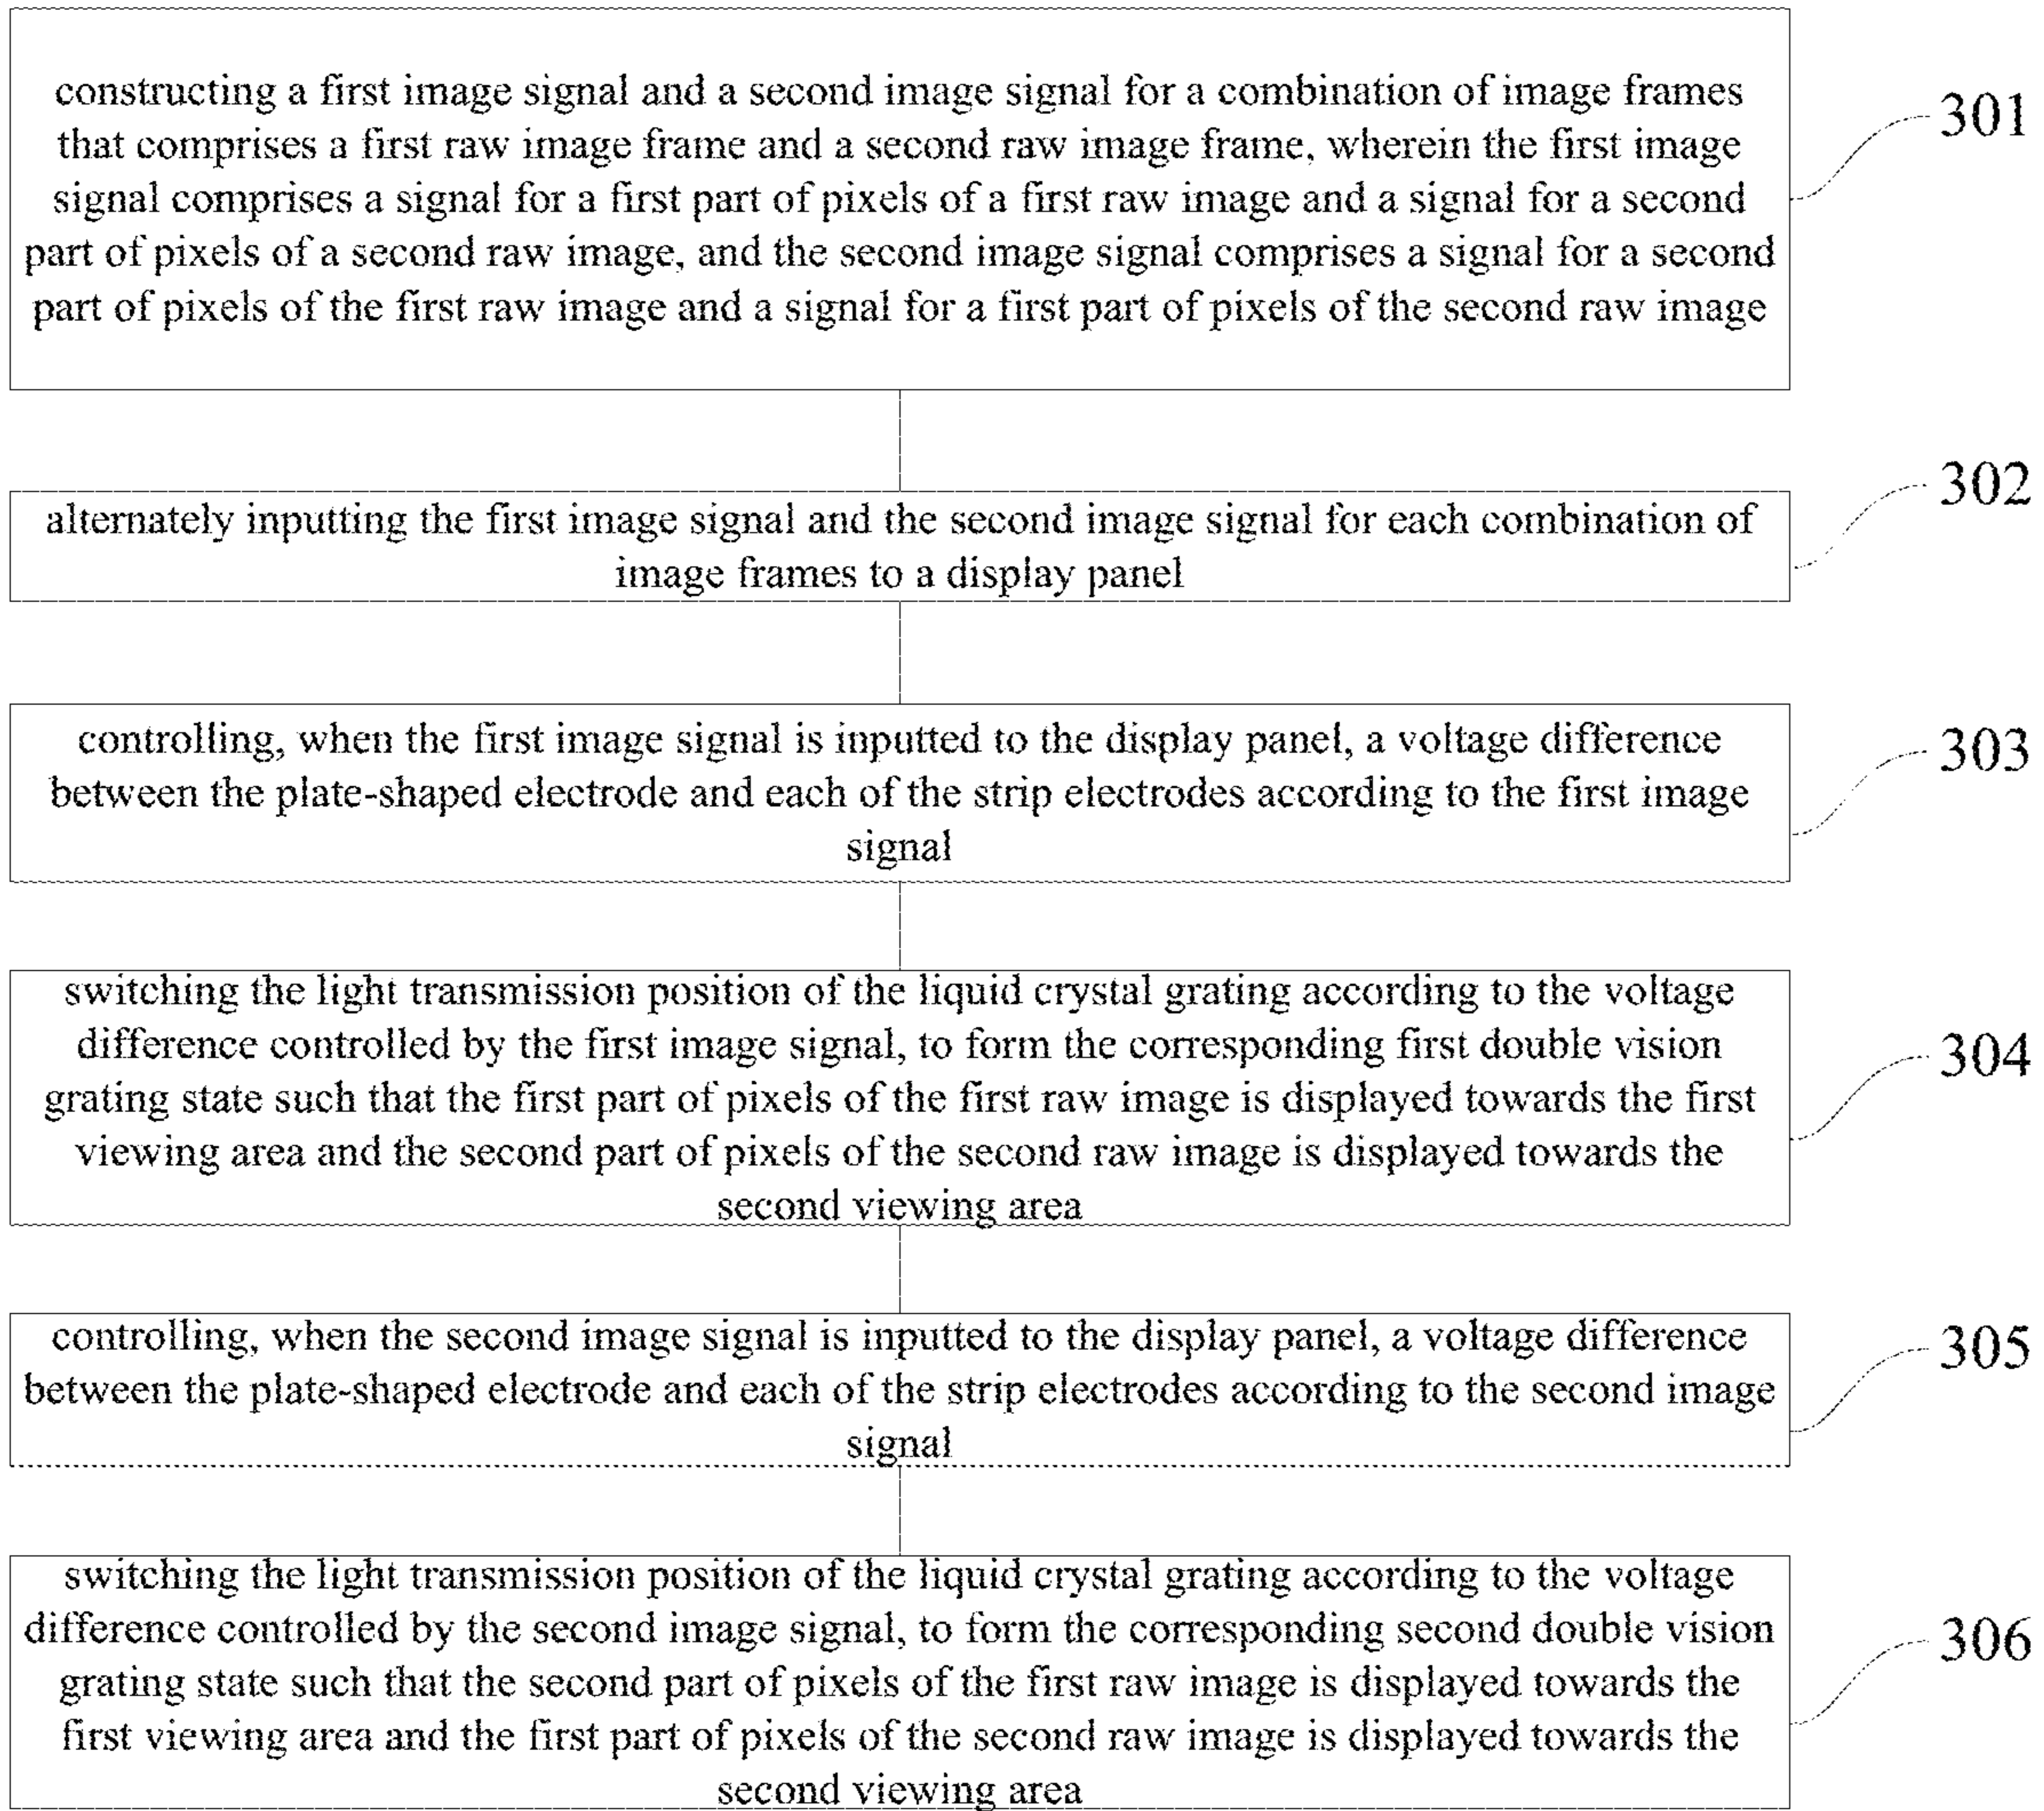 constructing a first image signal and a second image signal for a combination of image frames
that comprises a first raw image frame and a second raw image frame, wherein the first image
signal comprises a signal for a first part of pixels of a first raw image and a signal for a second
part of pixels of a second raw image, and the second image signal comprises a signal for a second
part of pixels of the first raw image and a signal for a first part of pixels of the second raw image
301
alternately inputting the first image signal and the second image signal for each combination of
image frames to a display panel
302
controlling, when the first image signal is inputted to the display panel, a voltage difference
between the plate-shaped electrode and each of the strip electrodes according to the first image
signal
303
switching the light transmission position of the liquid crystal grating according to the voltage
difference controlled by the first image signal, to form the corresponding first double vision
grating state such that the first part of pixels of the first raw image is displayed towards the first
viewing area and the second part of pixels of the second raw image is displayed towards the
second viewing area
304
controlling, when the second image signal is inputted to the display panel, a voltage difference
between the plate-shaped electrode and each of the strip electrodes according to the second image
signal
305
switching the light transmission position of the liquid crystal grating according to the voltage
difference controlled by the second image signal, to form the corresponding second double vision
grating state such that the second part of pixels of the first raw image is displayed towards the
first viewing area and the first part of pixels of the second raw image is displayed towards the
second viewing area
306